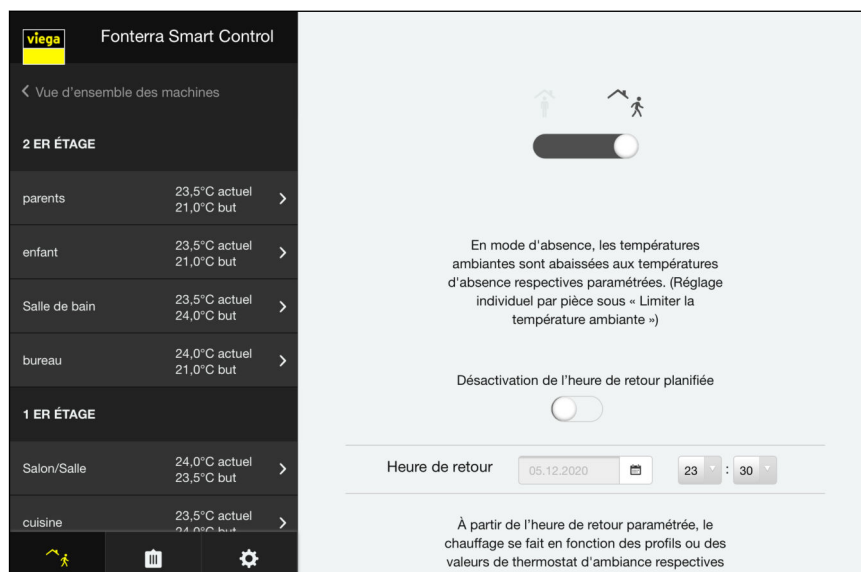 viega
Fonterra Smart Control
Vue d'ensemble des machines
2 ER ÉTAGE
parents
23,5°C actuel
21,0°C but
enfant
23,5°C actuel
21,0°C but
Salle de bain
23,5°C actuel
24,0°C but
bureau
24,0°C actuel
21,0°C but
1 ER ÉTAGE
Salon/Salle
24,0°C actuel
23,5°C but
cuisine
23,5°C actuel
24,0°C but
En mode d'absence, les températures
ambiantes sont abaissées aux températures
d'absence respectives paramétrées. (Réglage
individuel par pièce sous « Limiter la
température ambiante »)
Désactivation de l'heure de retour planifiée
Heure de retour 05.12.2020 23 : 30
À partir de l'heure de retour paramétrée, le
chauffage se fait en fonction des profils ou des
valeurs de thermostat d'ambiance respectives